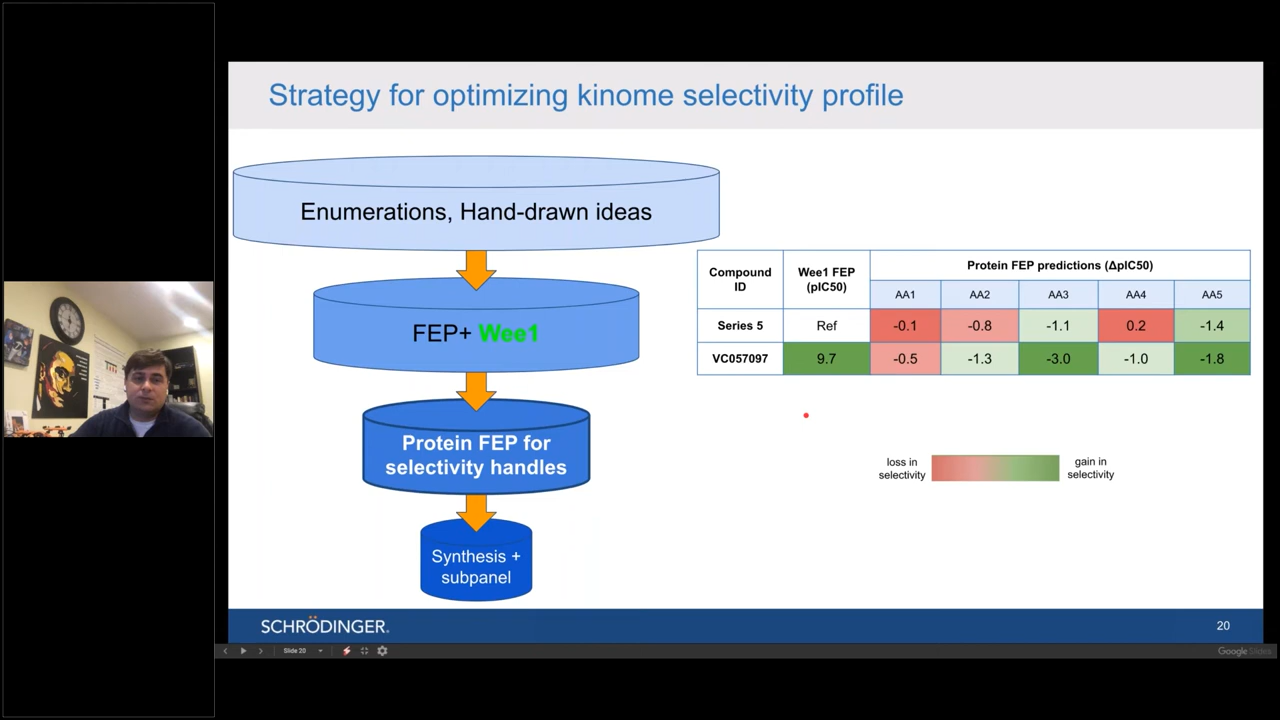 Strategy for optimizing kinome selectivity profile
Enumerations, Hand-drawn ideas
FEP+ Wee1
Protein FEP for
selectivity handles
Synthesis +
subpanel
Compound
ID
Wee1 FEP
(pIC50)
Protein FEP predictions (ΔpIC50)
AA1 AA2 AA3 AA4 AA5
Series 5 Ref -0.1 -0.8 -1.1 0.2 -1.4
VC057097 9.7 -0.5 -1.3 -3.0 -1.0 -1.8
loss in
selectivity
gain in
selectivity
SCHRÖDINGER.
20
Slide 20
Google Slides